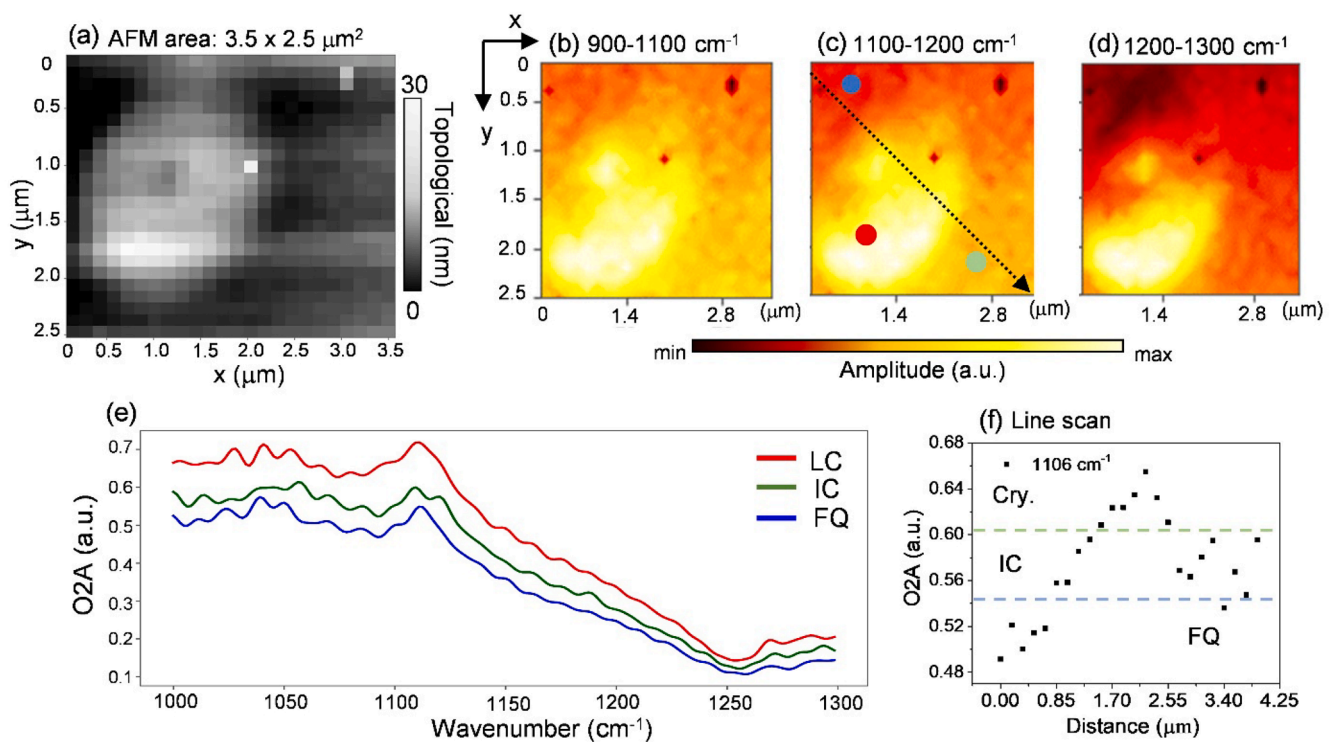 (a) AFM area: 3.5 x 2.5 μm²
0
0.5
1.0
1.5
2.0
2.5
y (μm)
0 0.5 1.0 1.5 2.0 2.5 3.0 3.5
x (μm)
30
0
Topological (nm)
x
y
(b) 900-1100 cm⁻¹
0
0.5
1.0
1.5
2.0
2.5
0 1.4 2.8 (μm)
(c) 1100-1200 cm⁻¹
1.4 2.8 (μm)
(d) 1200-1300 cm⁻¹
1.4 2.8 (μm)
min max
Amplitude (a.u.)
(e)
O2A (a.u.)
0.7
0.6
0.5
0.4
0.3
0.2
0.1
LC
IC
FQ
1000 1050 1100 1150 1200 1250 1300
Wavenumber (cm⁻¹)
(f) Line scan
O2A (a.u.)
0.68
0.64
0.60
0.56
0.52
0.48
1106 cm⁻¹
Cry.
IC
FQ
0.00 0.85 1.70 2.55 3.40 4.25
Distance (μm)